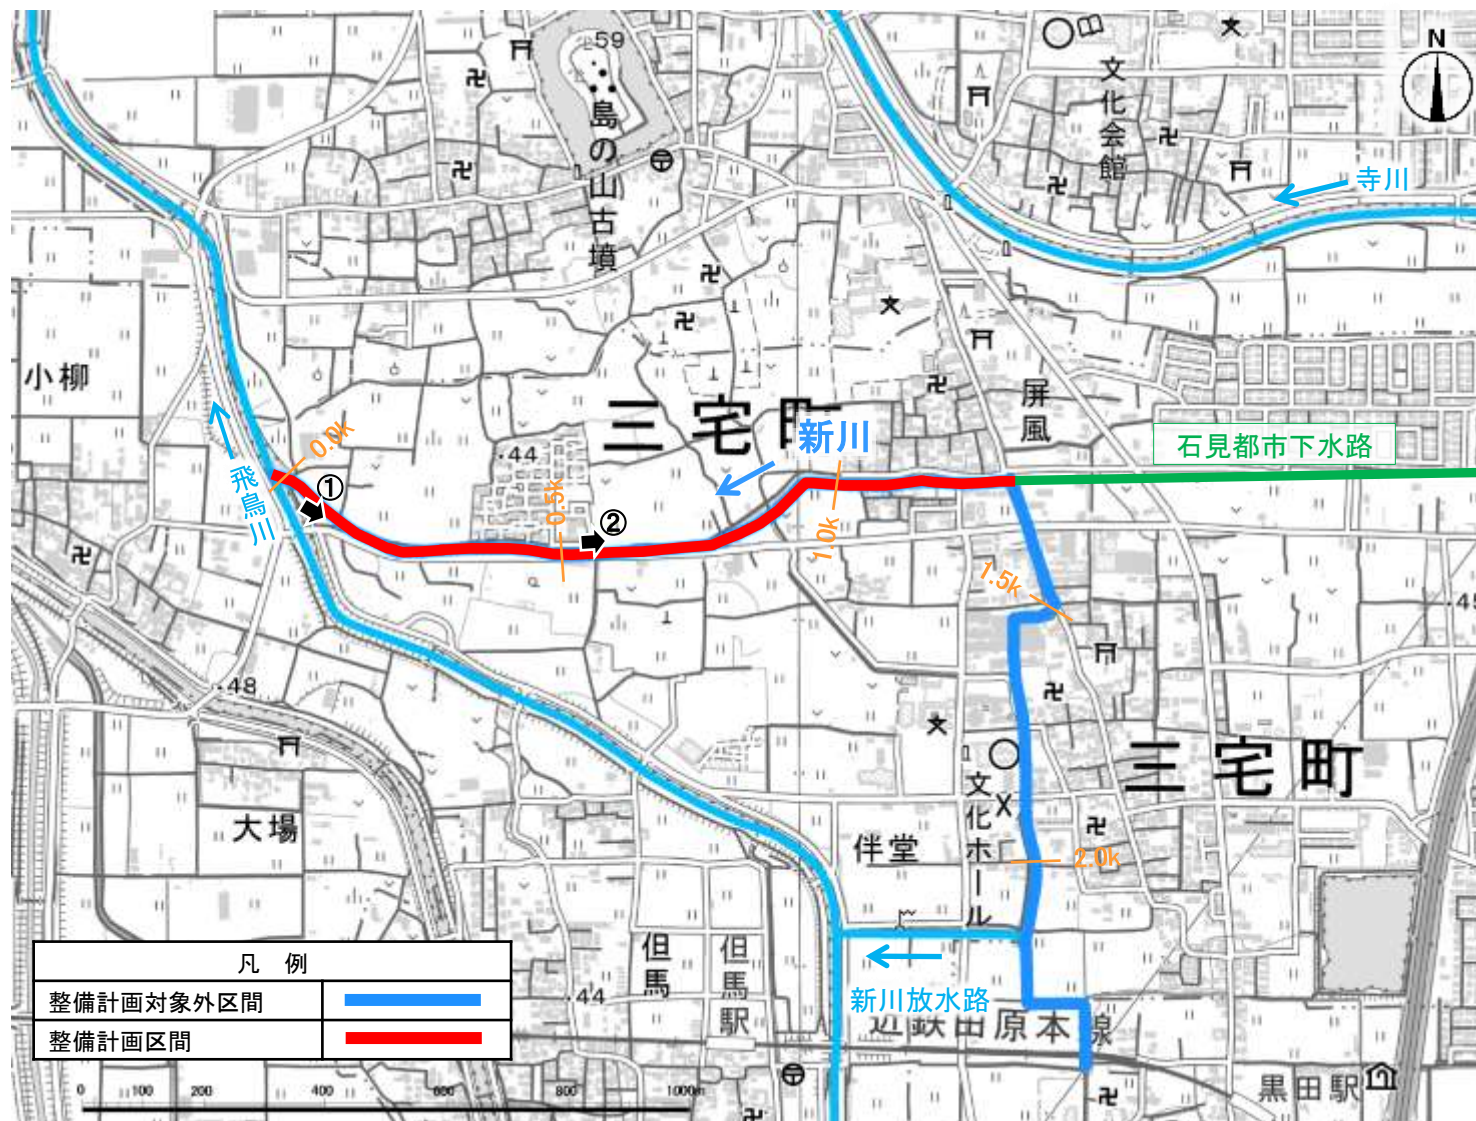 N
59
島の山古墳
文化会館
寺川
小柳
屏風
三宅町
新川
石見都市下水路
0.0k
・44
①
飛鳥川
0.5k
②
1.0k
1.5k
・45
・48
三宅町
大場
文化ホール
伴堂
2.0k
但馬
但馬駅
・44
新川放水路
近鉄田原本線
黒田駅
凡 例
整備計画対象外区間
整備計画区間
0 100 200 400 600 800 1000m